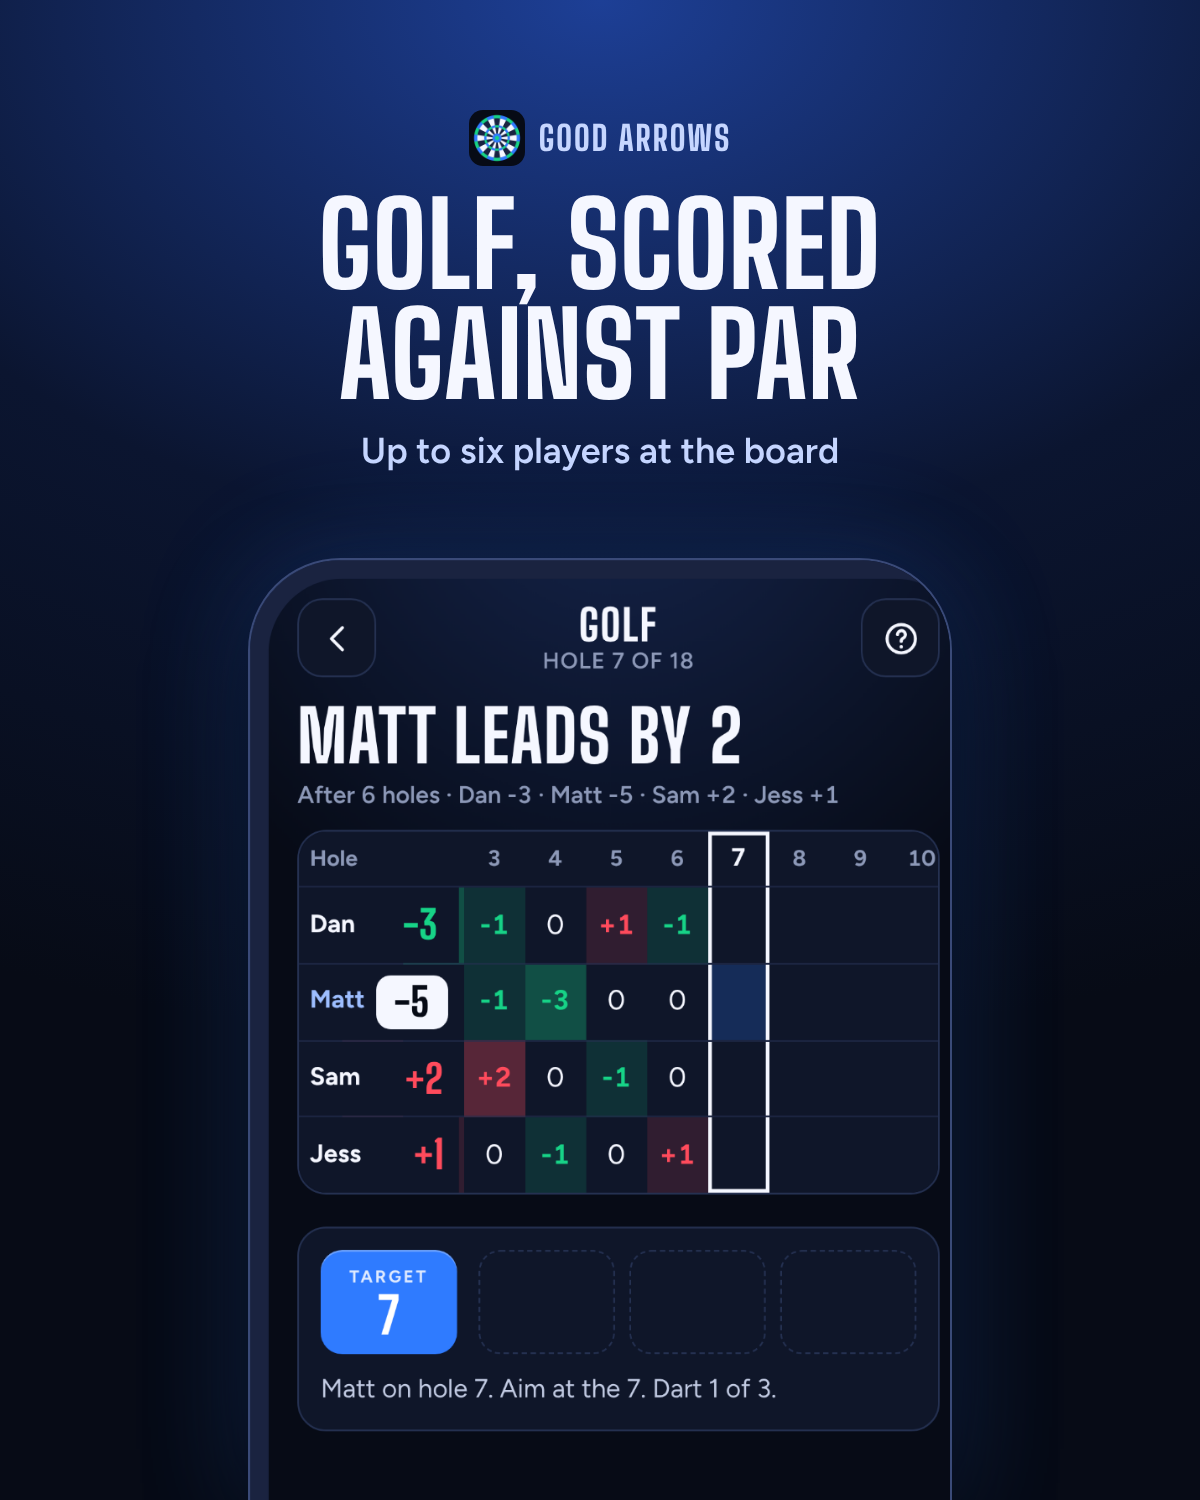 GOOD ARROWS
GOLF, SCORED
AGAINST PAR
Up to six players at the board
GOLF
HOLE 7 OF 18
MATT LEADS BY 2
After 6 holes · Dan -3 · Matt -5 · Sam +2 · Jess +1
Hole 3 4 5 6 7 8 9 10
Dan -3 -1 0 +1 -1
Matt -5 -1 -3 0 0
Sam +2 +2 0 -1 0
Jess +1 0 -1 0 +1
TARGET
7
Matt on hole 7. Aim at the 7. Dart 1 of 3.